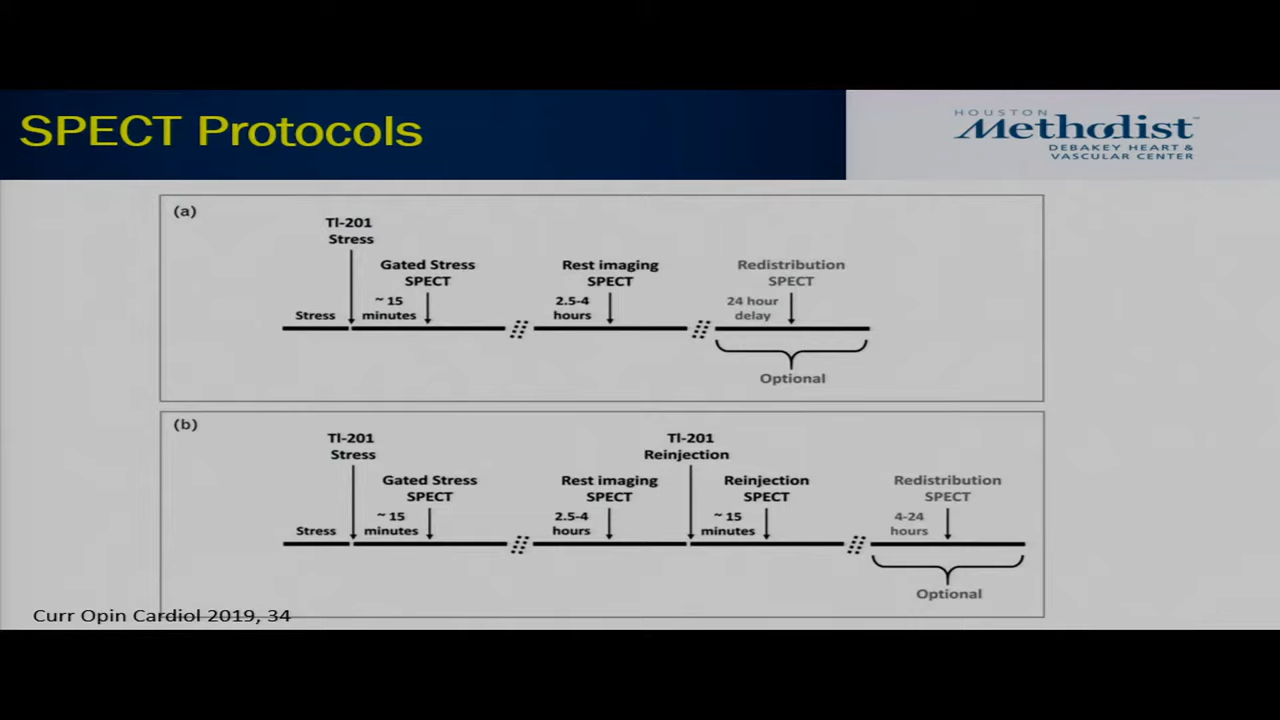 SPECT Protocols
HOUSTON
Methodist
DEBAKEY HEART &
VASCULAR CENTER
(a)
Tl-201
Stress
Gated Stress
SPECT
Rest imaging
SPECT
Redistribution
SPECT
Stress
~ 15
minutes
2.5-4
hours
24 hour
delay
Optional
(b)
Tl-201
Stress
Tl-201
Reinjection
Gated Stress
SPECT
Rest imaging
SPECT
Reinjection
SPECT
Redistribution
SPECT
Stress
~ 15
minutes
2.5-4
hours
~ 15
minutes
4-24
hours
Optional
Curr Opin Cardiol 2019, 34